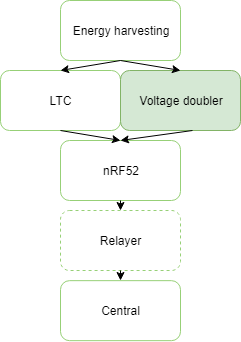 Energy harvesting
LTC
Voltage doubler
nRF52
Relayer
Central